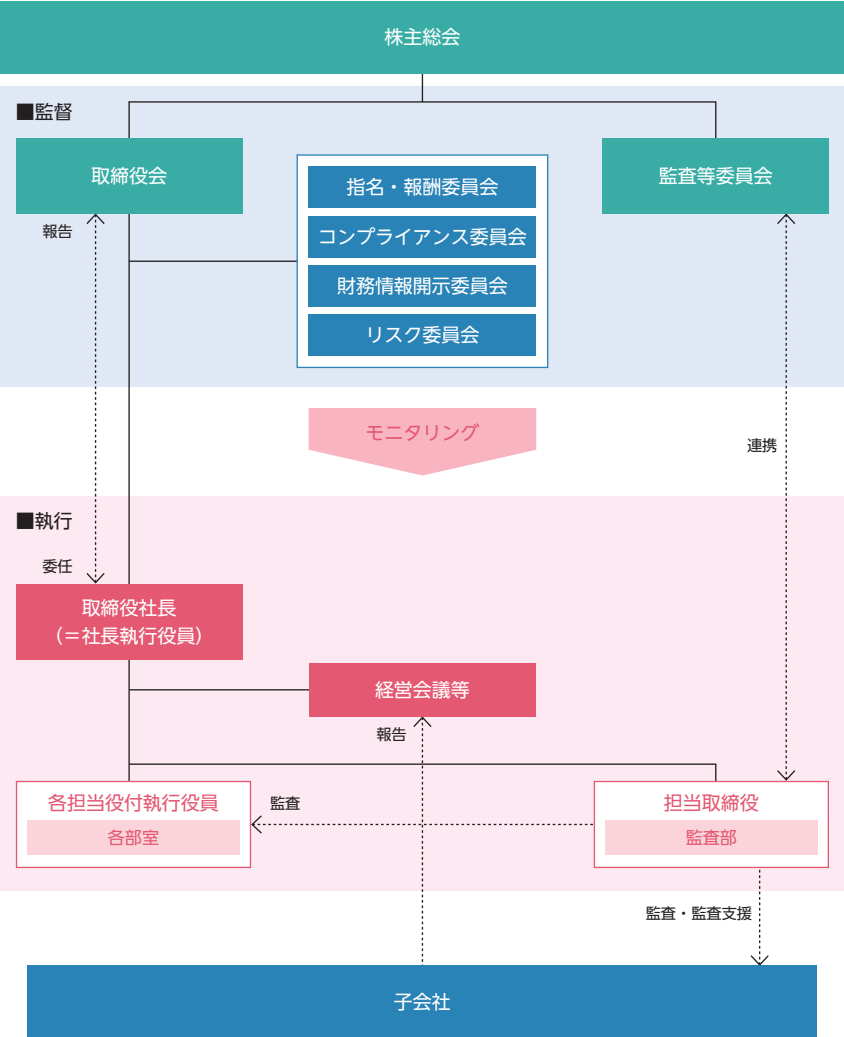 株主総会
■監督
取締役会
指名・報酬委員会
監査等委員会
コンプライアンス委員会
財務情報開示委員会
リスク委員会
報告
モニタリング
連携
■執行
委任
取締役社長
（＝社長執行役員）
経営会議等
報告
各担当役付執行役員
各部室
監査
担当取締役
監査部
監査・監査支援
子会社